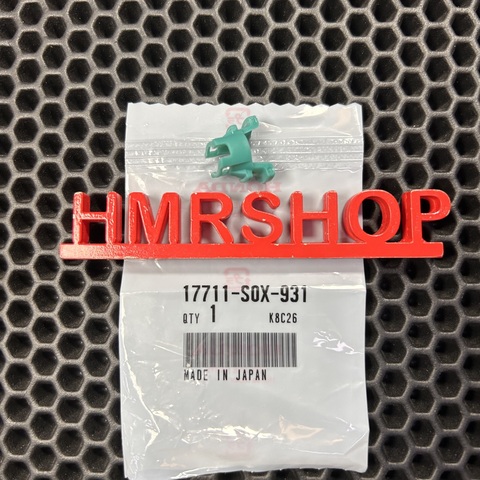 HMRSHOP
17711-S0X-931
QTY 1 K8C26
MADE IN JAPAN